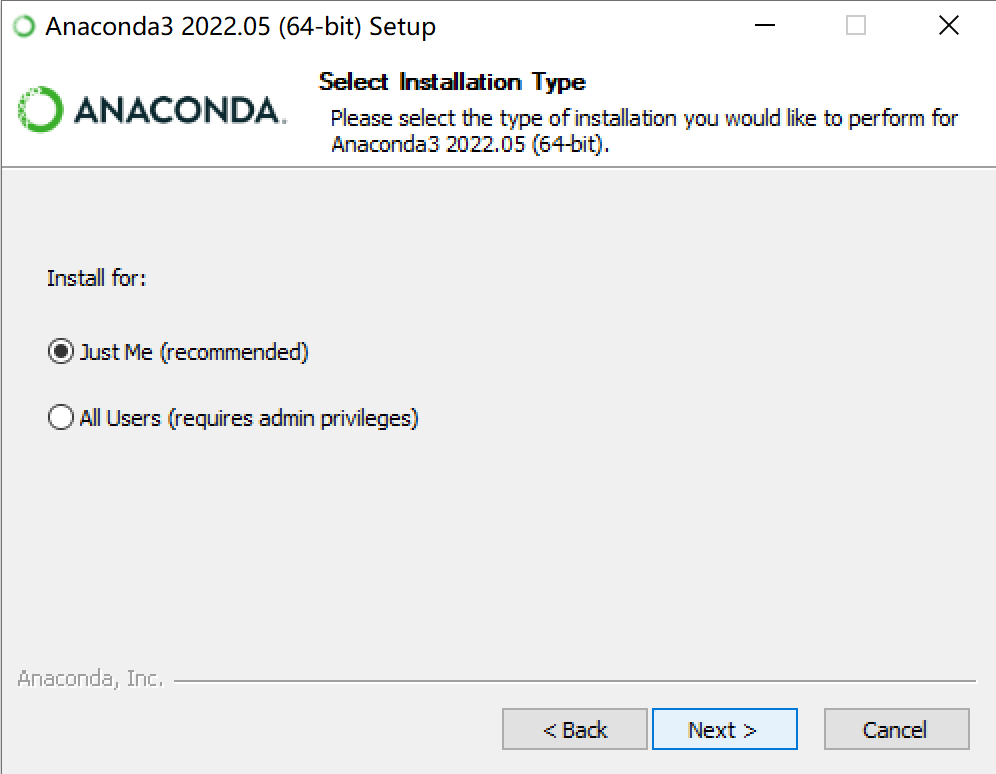 Anaconda3 2022.05 (64-bit) Setup
ANACONDA.
Select Installation Type
Please select the type of installation you would like to perform for
Anaconda3 2022.05 (64-bit).
Install for:
Just Me (recommended)
All Users (requires admin privileges)
Anaconda, Inc.
< Back
Next >
Cancel